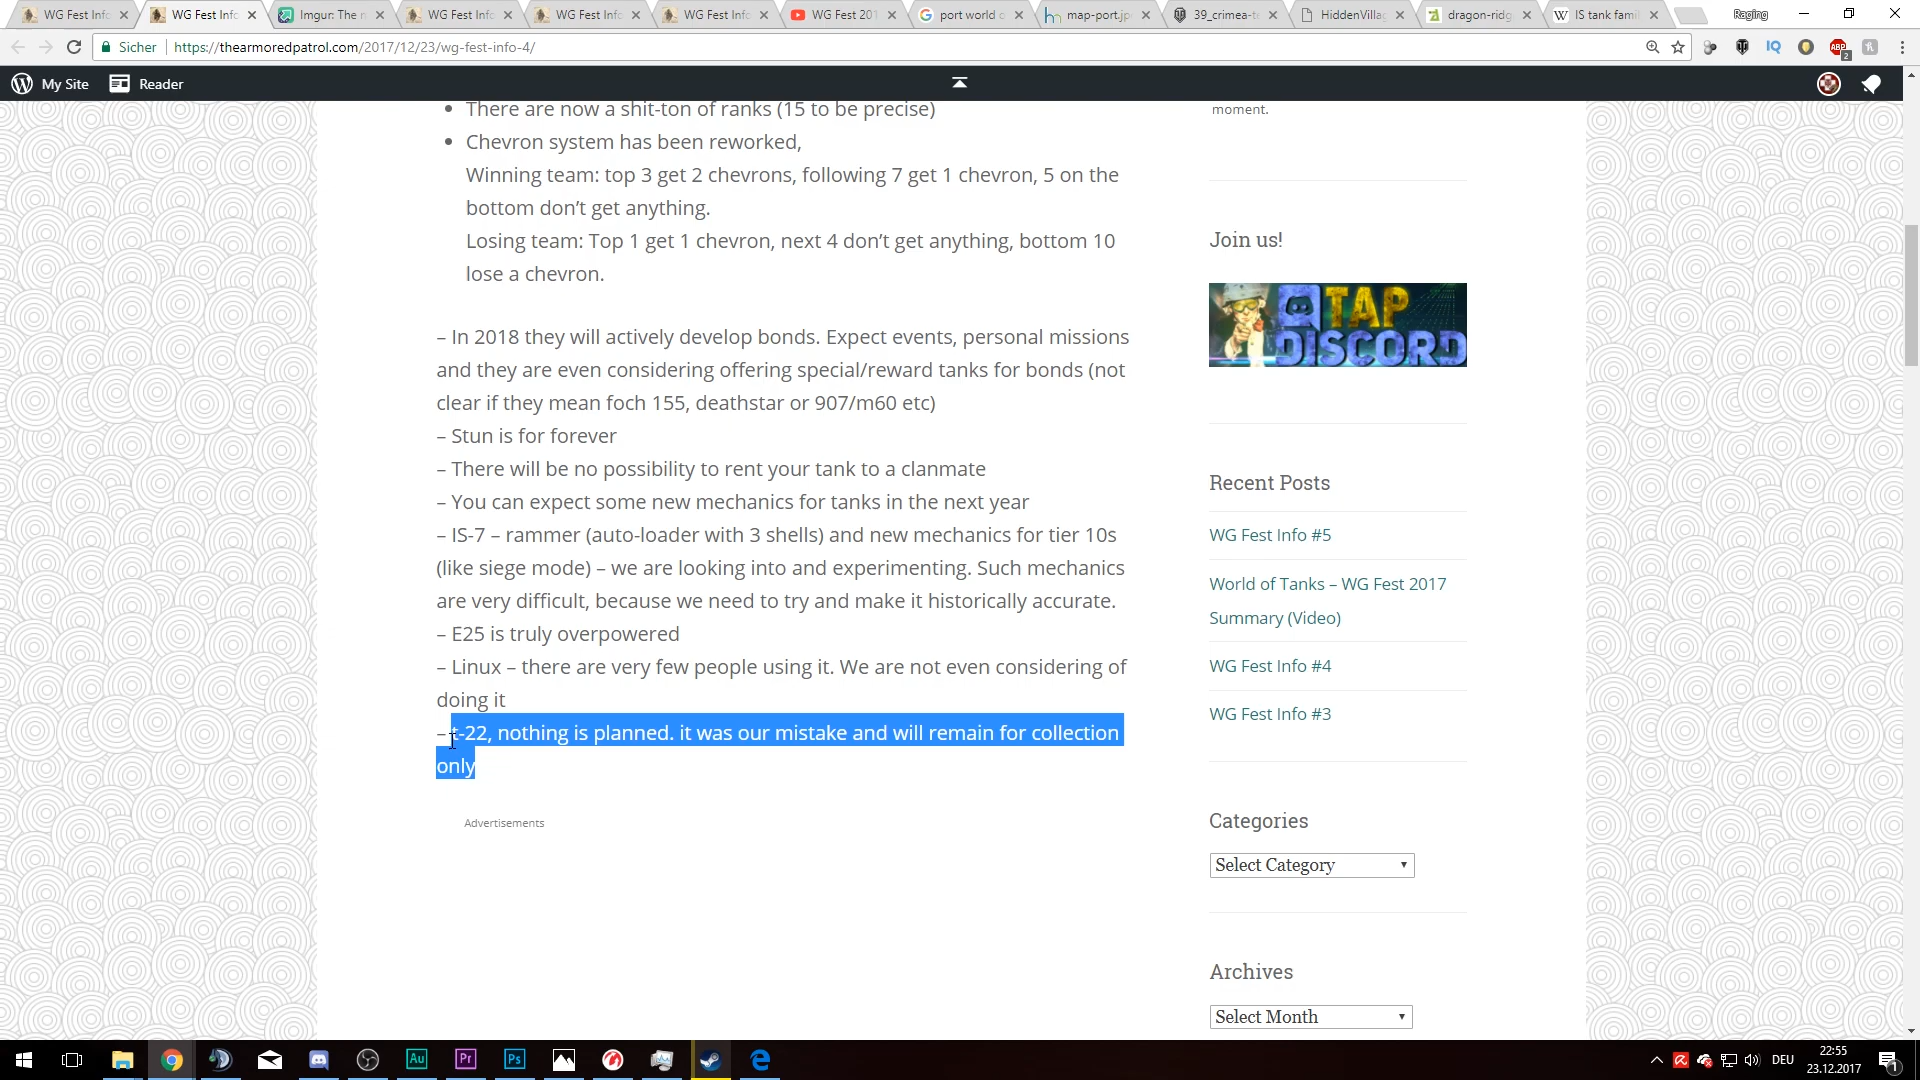 WG Fest Info
WG Fest Info
Imgur: The m
WG Fest Info
WG Fest Info
WG Fest Info
WG Fest 201
port world o
map-port.jp
39_crimea-t
HiddenVillag
dragon-ridg
IS tank famil
Raging
Sicher
https://thearmoredpatrol.com/2017/12/23/wg-fest-info-4/
My Site
Reader
• There are now a shit-ton of ranks (15 to be precise)
• Chevron system has been reworked,
Winning team: top 3 get 2 chevrons, following 7 get 1 chevron, 5 on the
bottom don’t get anything.
Losing team: Top 1 get 1 chevron, next 4 don’t get anything, bottom 10
lose a chevron.
– In 2018 they will actively develop bonds. Expect events, personal missions
and they are even considering offering special/reward tanks for bonds (not
clear if they mean foch 155, deathstar or 907/m60 etc)
– Stun is for forever
– There will be no possibility to rent your tank to a clanmate
– You can expect some new mechanics for tanks in the next year
– IS-7 – rammer (auto-loader with 3 shells) and new mechanics for tier 10s
(like siege mode) – we are looking into and experimenting. Such mechanics
are very difficult, because we need to try and make it historically accurate.
– E25 is truly overpowered
– Linux – there are very few people using it. We are not even considering of
doing it
– t-22, nothing is planned. it was our mistake and will remain for collection
only
Advertisements
moment.
Join us!
TAP
DISCORD
Recent Posts
WG Fest Info #5
World of Tanks – WG Fest 2017
Summary (Video)
WG Fest Info #4
WG Fest Info #3
Categories
Select Category
Archives
Select Month
IQ
ABP
2
Au
Pr
Ps
DEU
22:55
23.12.2017
1